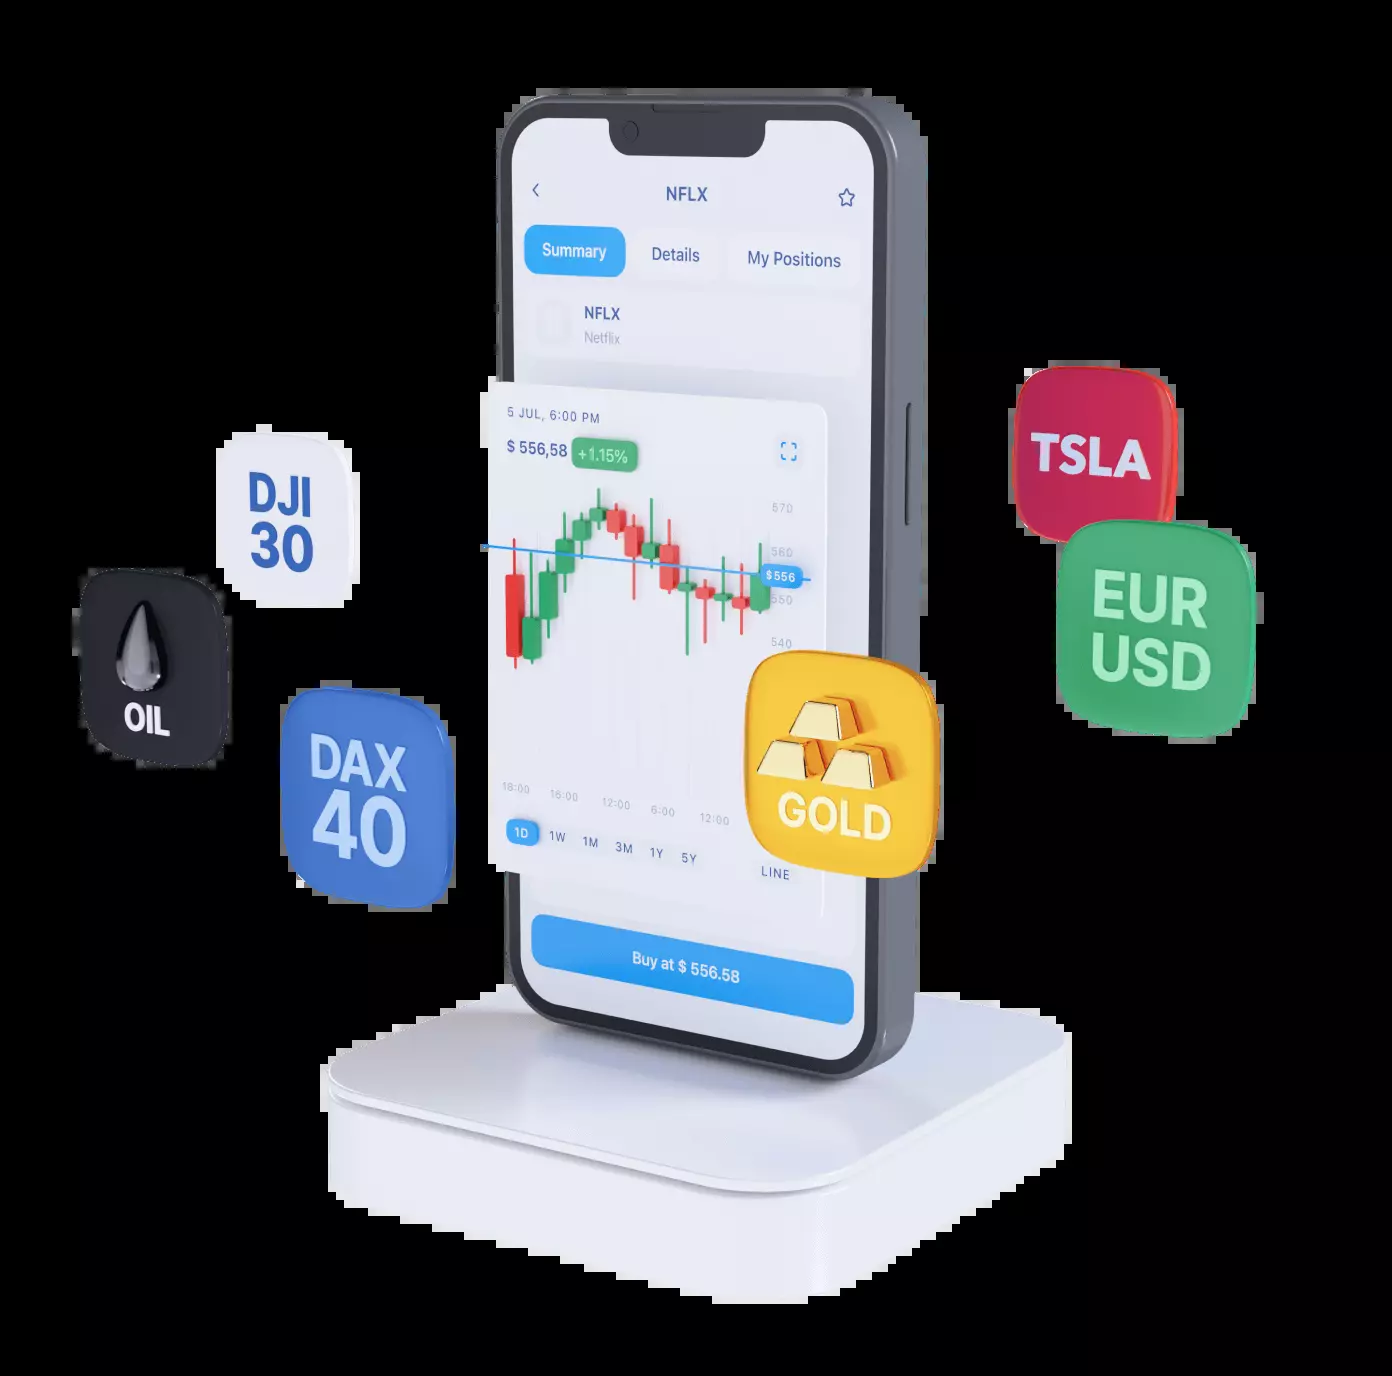 NFLX
Summary
Details
My Positions
NFLX
Netflix
5 JUL, 6:00 PM
$ 556,58
+1.15%
570
560
$556
550
540
18:00
16:00
12:00
6:00
12:00
1D
1W
1M
3M
1Y
5Y
LINE
Buy at $ 556.58
DJI
30
OIL
DAX
40
TSLA
EUR
USD
GOLD